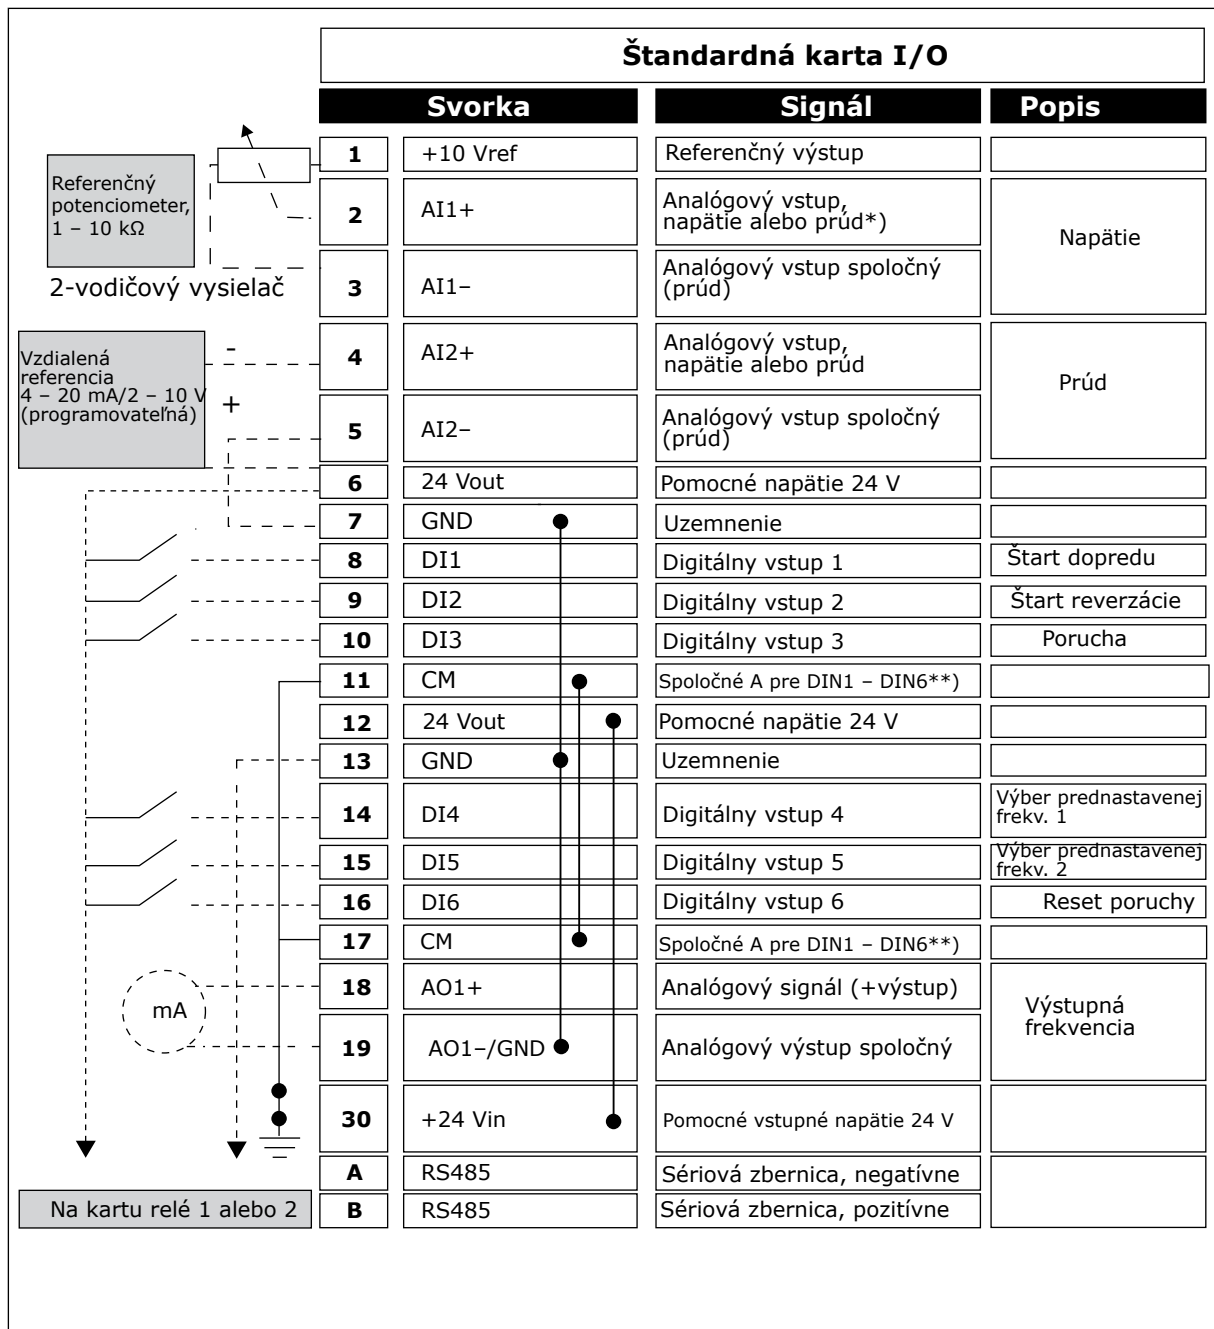 Štandardná karta I/O
Svorka Signál Popis
1 +10 Vref Referenčný výstup
Referenčný
potenciometer,
1 – 10 kΩ
2 AI1+ Analógový vstup,
napätie alebo prúd*)
Napätie
3 AI1– Analógový vstup spoločný
(prúd)
2-vodičový vysielač
Vzdialená
referencia
4 – 20 mA/2 – 10 V
(programovateľná)
-
+
4 AI2+ Analógový vstup,
napätie alebo prúd
Prúd
5 AI2– Analógový vstup spoločný
(prúd)
6 24 Vout Pomocné napätie 24 V
7 GND Uzemnenie
8 DI1 Digitálny vstup 1 Štart dopredu
9 DI2 Digitálny vstup 2 Štart reverzácie
10 DI3 Digitálny vstup 3 Porucha
11 CM Spoločné A pre DIN1 – DIN6**)
12 24 Vout Pomocné napätie 24 V
13 GND Uzemnenie
14 DI4 Digitálny vstup 4 Výber prednastavenej
frekv. 1
15 DI5 Digitálny vstup 5 Výber prednastavenej
frekv. 2
16 DI6 Digitálny vstup 6 Reset poruchy
17 CM Spoločné A pre DIN1 – DIN6**)
18 AO1+ Analógový signál (+výstup)
mA
Výstupná
frekvencia
19 AO1–/GND Analógový výstup spoločný
30 +24 Vin Pomocné vstupné napätie 24 V
A RS485 Sériová zbernica, negatívne
Na kartu relé 1 alebo 2
B RS485 Sériová zbernica, pozitívne